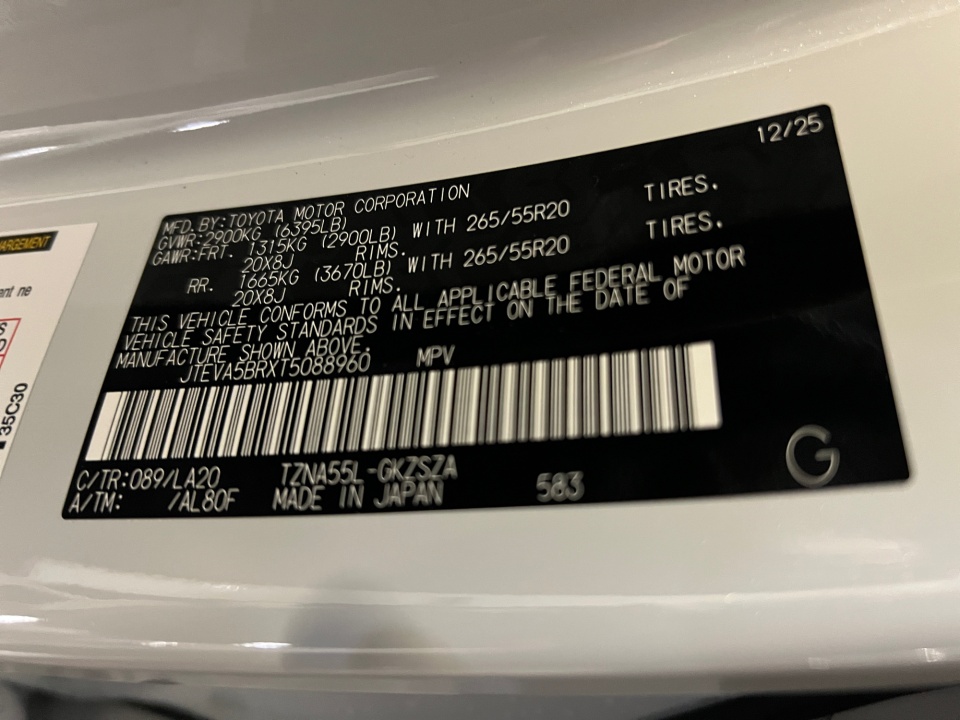 12/25
MFD.BY:TOYOTA MOTOR CORPORATION
GVWR:2900KG (6395LB)
GAWR:FRT. 1315KG (2900LB) WITH 265/55R20 TIRES.
20X8J RIMS.
RR. 1665KG (3670LB) WITH 265/55R20 TIRES.
20X8J RIMS.
THIS VEHICLE CONFORMS TO ALL APPLICABLE FEDERAL MOTOR
VEHICLE SAFETY STANDARDS IN EFFECT ON THE DATE OF
MANUFACTURE SHOWN ABOVE.
JTEVA5BRXT5088960 MPV
C/TR:089/LA20 TZNA55L-GKZSZA
A/TM: /AL80F MADE IN JAPAN 583
G
ne
35C30